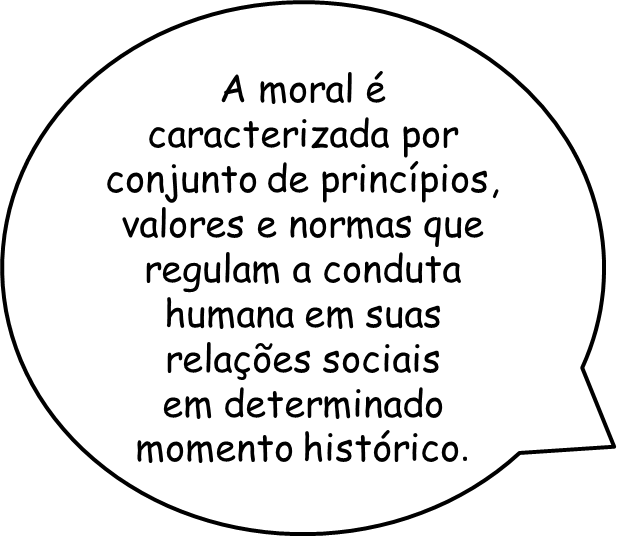 A moral é
caracterizada por
conjunto de princípios,
valores e normas que
regulam a conduta
humana em suas
relações sociais
em determinado
momento histórico.